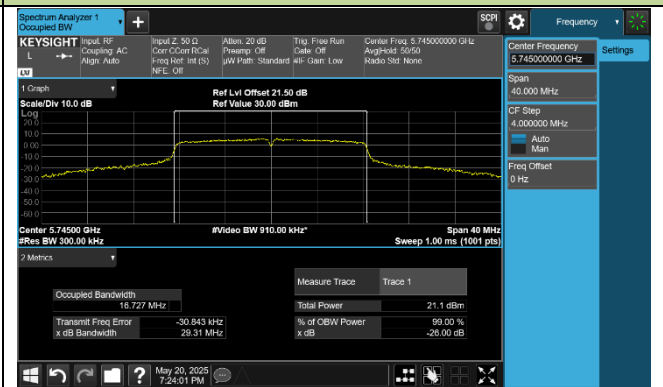 Spectrum Analyzer 1
Occupied BW
SCPI
Frequency
KEYSIGHT
L
LXI
Input: RF
Coupling: AC
Align: Auto
Input Z: 50 Ω
Corr CCorr RCal
Freq Ref: Int (S)
NFE: Off
Atten: 20 dB
Preamp: Off
µW Path: Standard
Trig: Free Run
Gate: Off
#IF Gain: Low
Center Freq: 5.745000000 GHz
Avg|Hold: 50/50
Radio Std: None
Center Frequency
5.745000000 GHz
Settings
Span
40.000 MHz
CF Step
4.000000 MHz
Auto
Man
Freq Offset
0 Hz
1 Graph
Scale/Div 10.0 dB
Ref Lvl Offset 21.50 dB
Ref Value 30.00 dBm
Log
20.0
10.0
0.00
-10.0
-20.0
-30.0
-40.0
-50.0
-60.0
Center 5.74500 GHz
#Video BW 910.00 kHz*
Span 40 MHz
#Res BW 300.00 kHz
Sweep 1.00 ms (1001 pts)
2 Metrics
Measure Trace
Trace 1
Occupied Bandwidth
16.727 MHz
Total Power
21.1 dBm
Transmit Freq Error
-30.843 kHz
% of OBW Power
99.00 %
x dB Bandwidth
29.31 MHz
x dB
-26.00 dB
?
May 20, 2025
7:24:01 PM